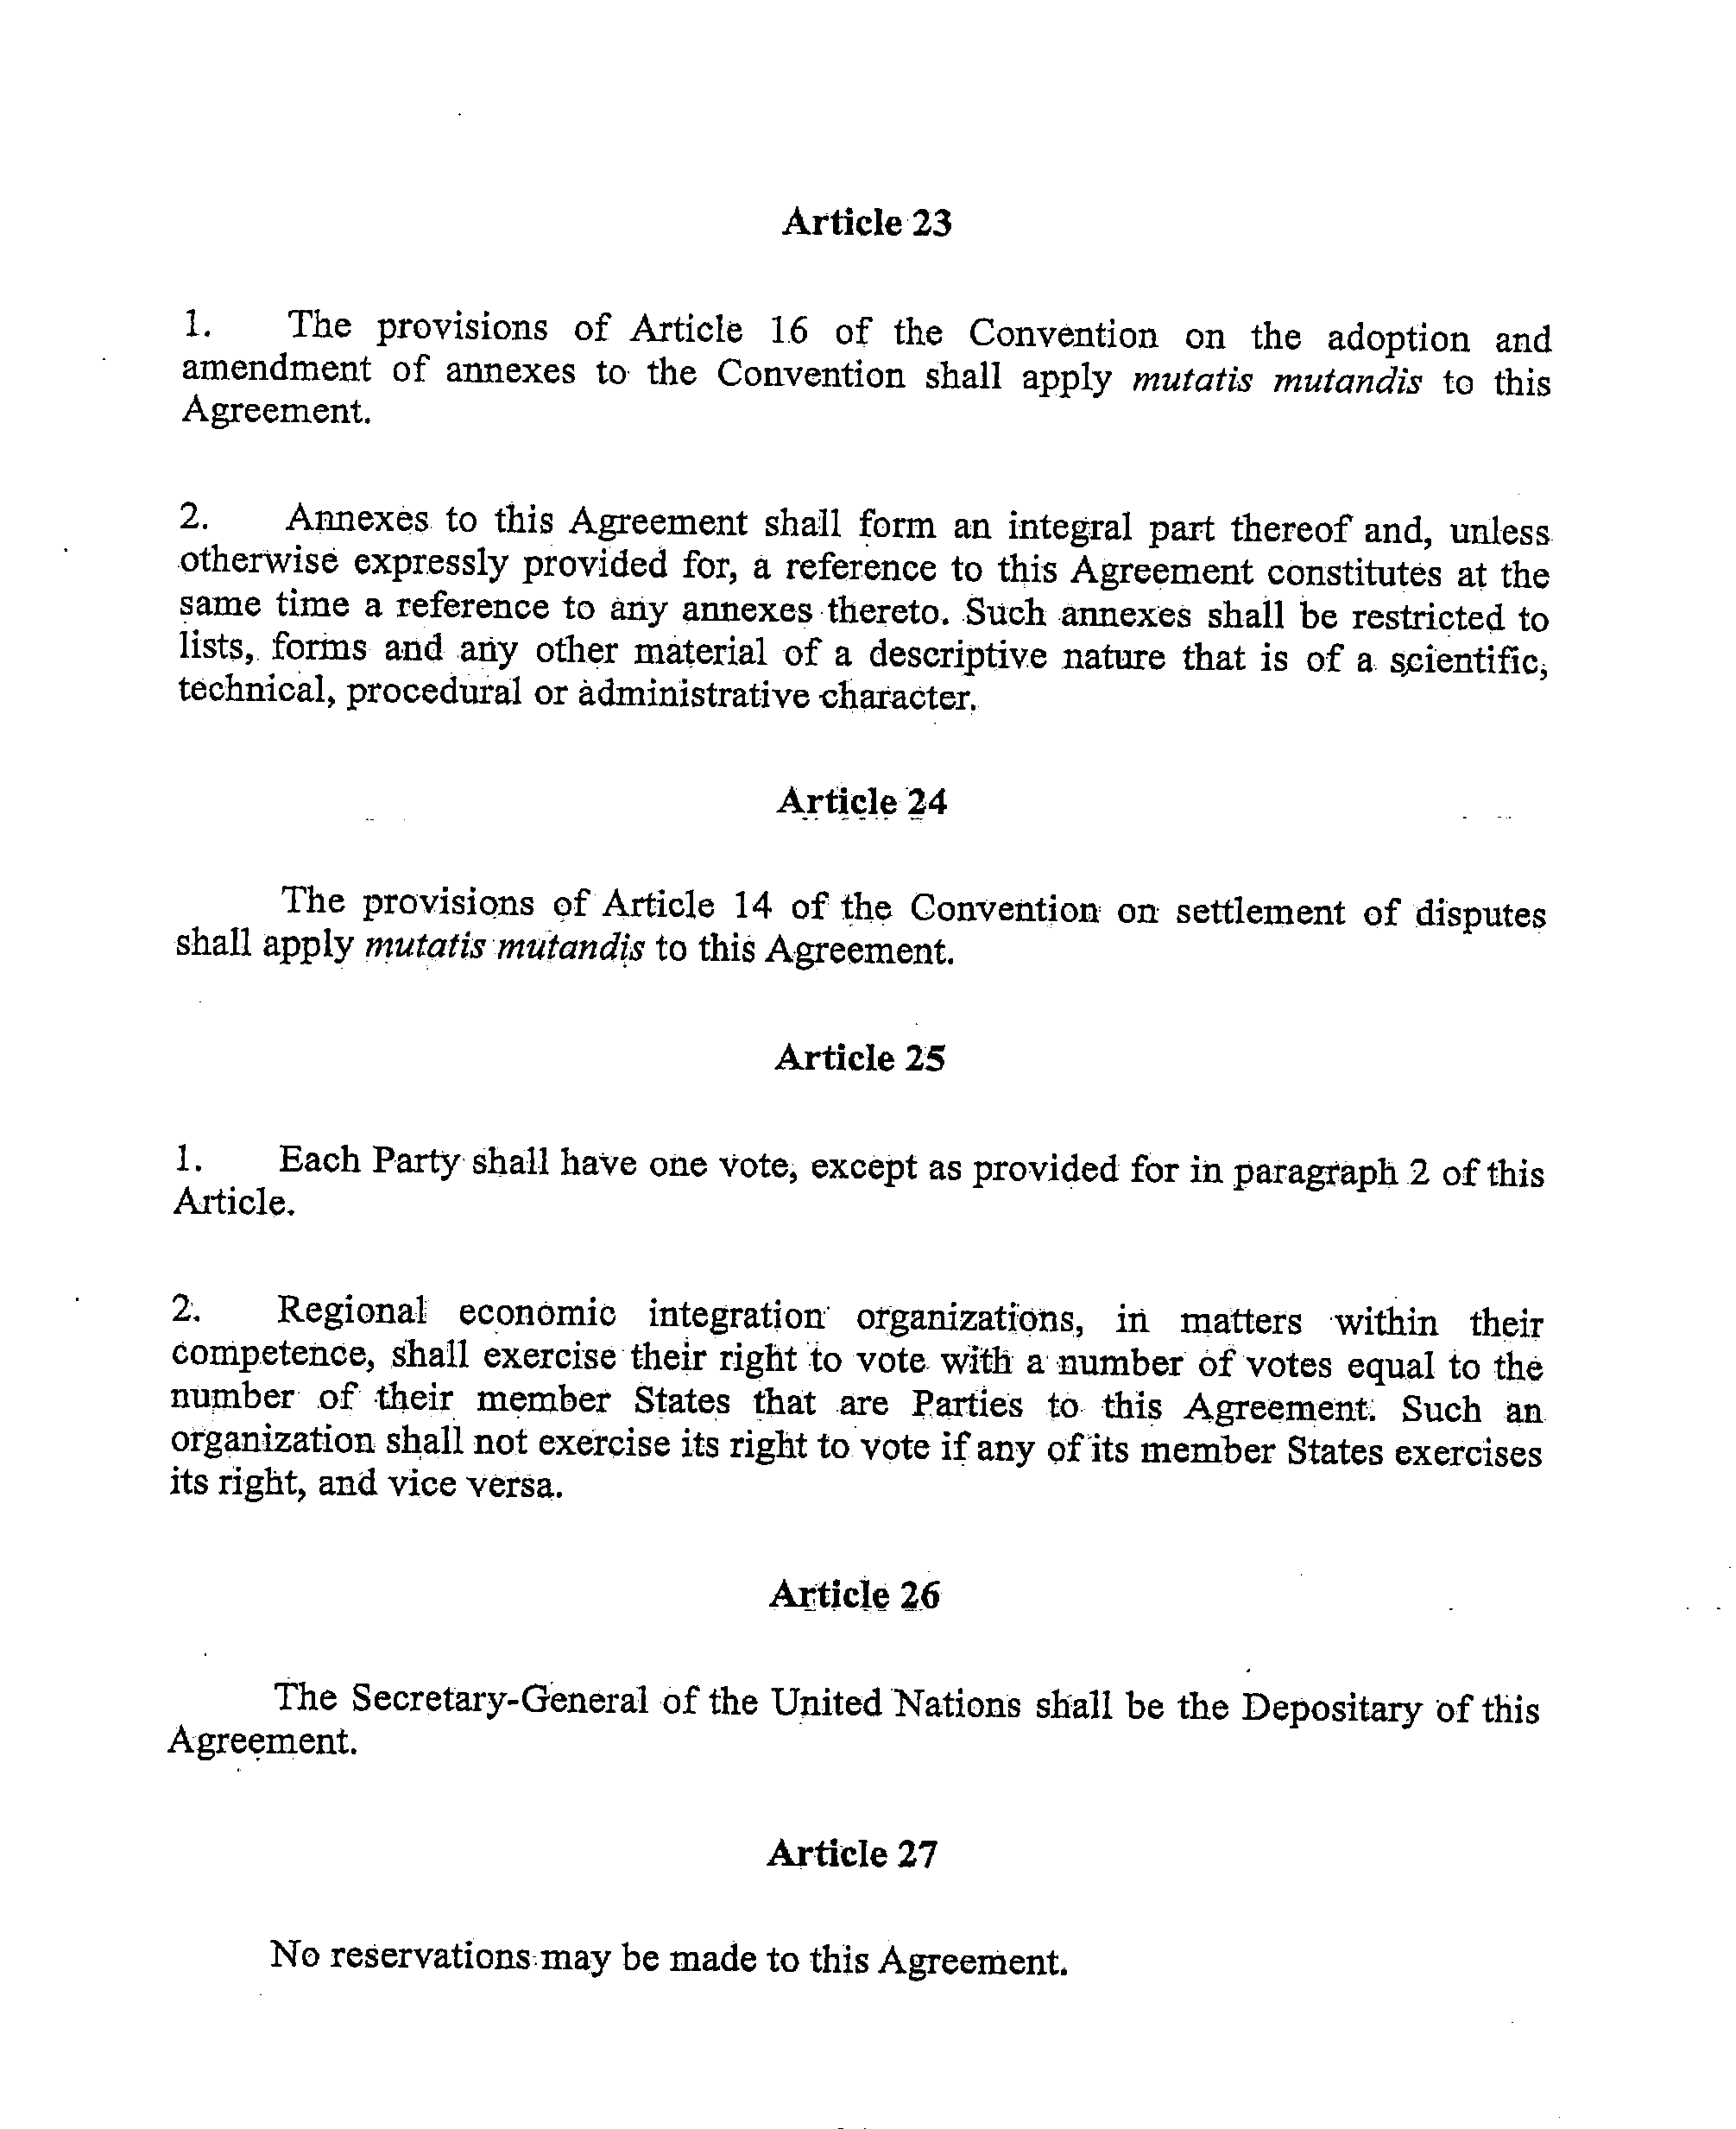 Article 23
1. The provisions of Article 16 of the Convention on the adoption and
amendment of annexes to the Convention shall apply mutatis mutandis to this
Agreement.
2. Annexes to this Agreement shall form an integral part thereof and, unless
otherwise expressly provided for, a reference to this Agreement constitutes at the
same time a reference to any annexes thereto. Such annexes shall be restricted to
lists, forms and any other material of a descriptive nature that is of a scientific,
technical, procedural or administrative character.
Article 24
The provisions of Article 14 of the Convention on settlement of disputes
shall apply mutatis mutandis to this Agreement.
Article 25
1. Each Party shall have one vote, except as provided for in paragraph 2 of this
Article.
2. Regional economic integration organizations, in matters within their
competence, shall exercise their right to vote with a number of votes equal to the
number of their member States that are Parties to this Agreement. Such an
organization shall not exercise its right to vote if any of its member States exercises
its right, and vice versa.
Article 26
The Secretary-General of the United Nations shall be the Depositary of this
Agreement.
Article 27
No reservations may be made to this Agreement.